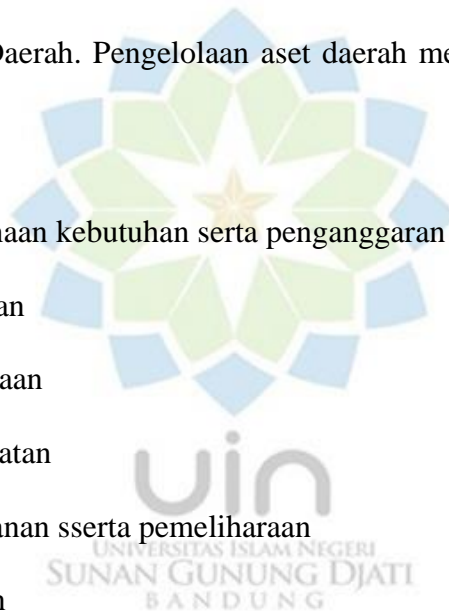 Daerah. Pengelolaan aset daerah me
naan kebutuhan serta penganggaran
an
aan
atan
anan sserta pemeliharaan
n
uin
UNIVERSITAS ISLAM NEGERI
SUNAN GUNUNG DJATI
BANDUNG